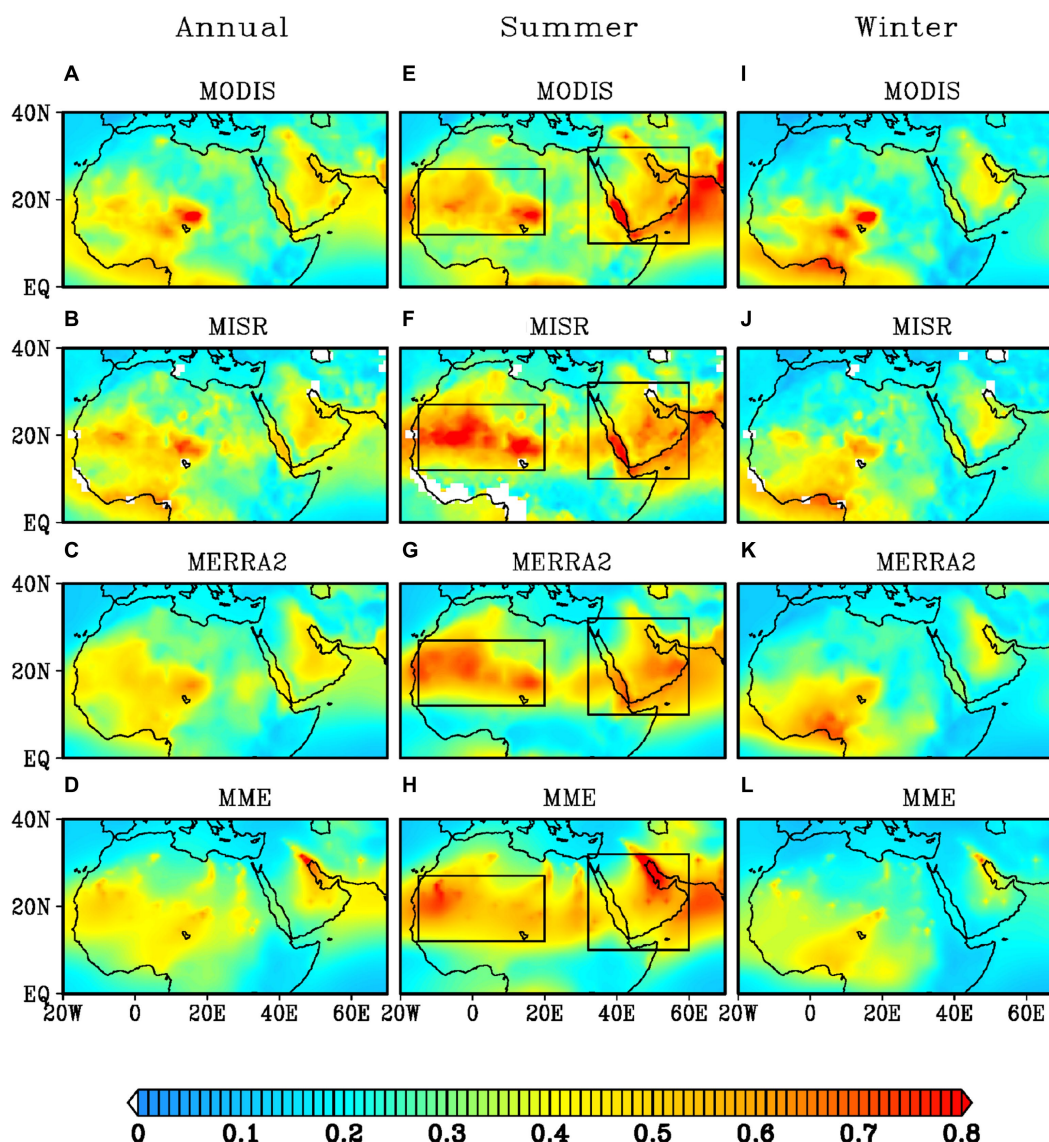 Annual Summer Winter
A E I
MODIS MODIS MODIS
40N
20N
EQ
B F J
MISR MISR MISR
40N
20N
EQ
C G K
MERRA2 MERRA2 MERRA2
40N
20N
EQ
D H L
MME MME MME
40N
20N
EQ
20W 0 20E 40E 60E 20W 0 20E 40E 60E 20W 0 20E 40E 60E
0 0.1 0.2 0.3 0.4 0.5 0.6 0.7 0.8